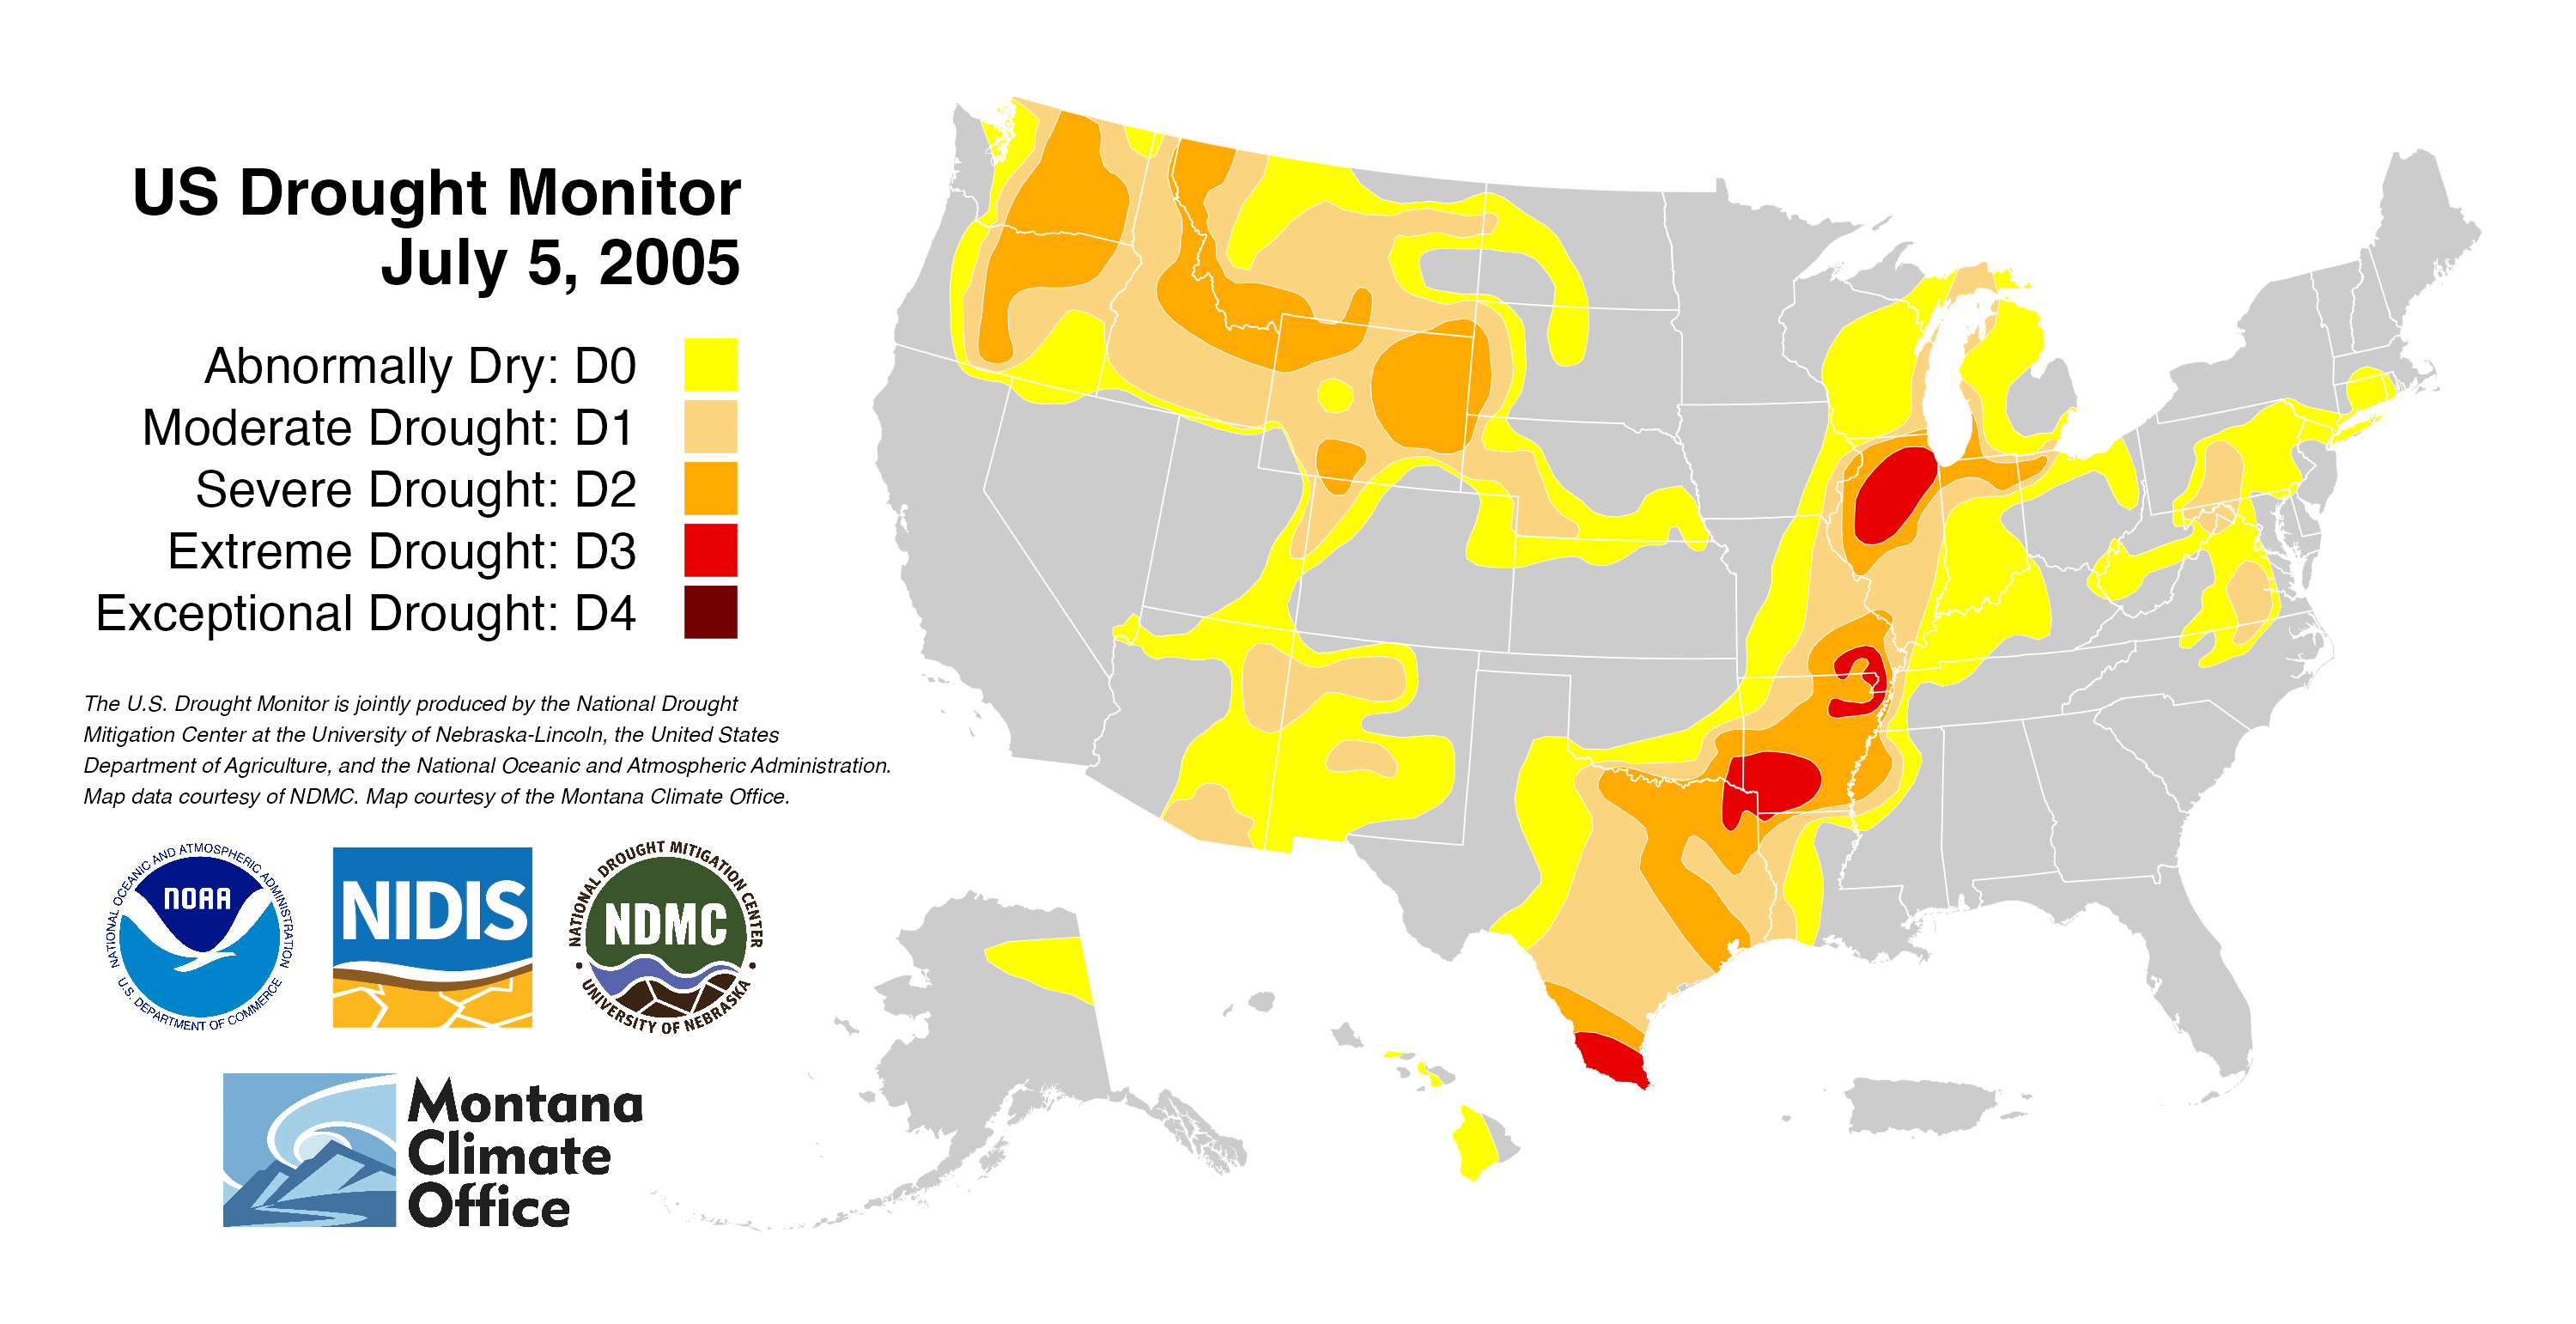 US Drought Monitor
July 5, 2005
Abnormally Dry: D0
Moderate Drought: D1
Severe Drought: D2
Extreme Drought: D3
Exceptional Drought: D4
The U.S. Drought Monitor is jointly produced by the National Drought
Mitigation Center at the University of Nebraska-Lincoln, the United States
Department of Agriculture, and the National Oceanic and Atmospheric Administration.
Map data courtesy of NDMC. Map courtesy of the Montana Climate Office.
NATIONAL OCEANIC AND ATMOSPHERIC ADMINISTRATION
NOAA
U.S. DEPARTMENT OF COMMERCE
NIDIS
NATIONAL DROUGHT MITIGATION CENTER
NDMC
UNIVERSITY OF NEBRASKA
Montana
Climate
Office